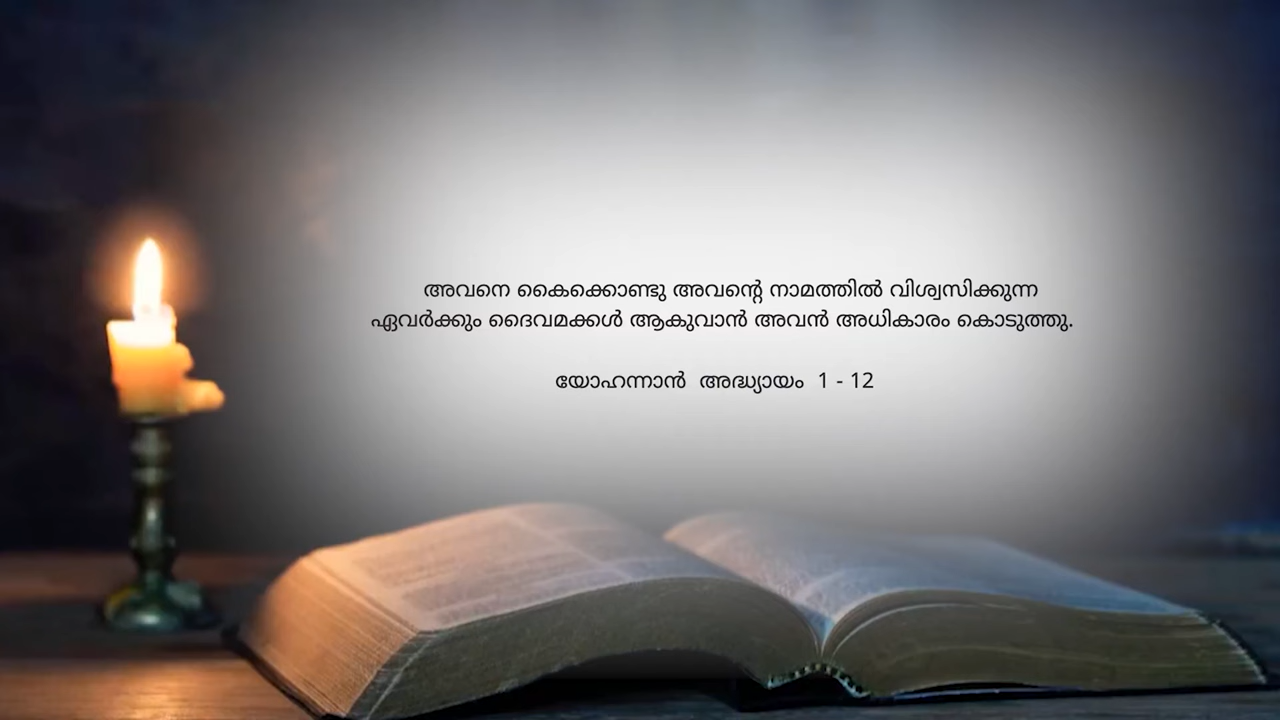 അവനെ കൈക്കൊണ്ടു അവന്റെ നാമത്തിൽ വിശ്വസിക്കുന്ന
ഏവർക്കും ദൈവമക്കൾ ആകുവാൻ അവൻ അധികാരം കൊടുത്തു.
യോഹന്നാൻ അദ്ധ്യായം 1 - 12